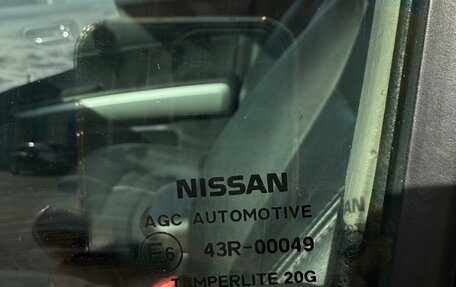 NISSAN
AGC AUTOMOTIVE
E6 43R-00049
TEMPERLITE 20G